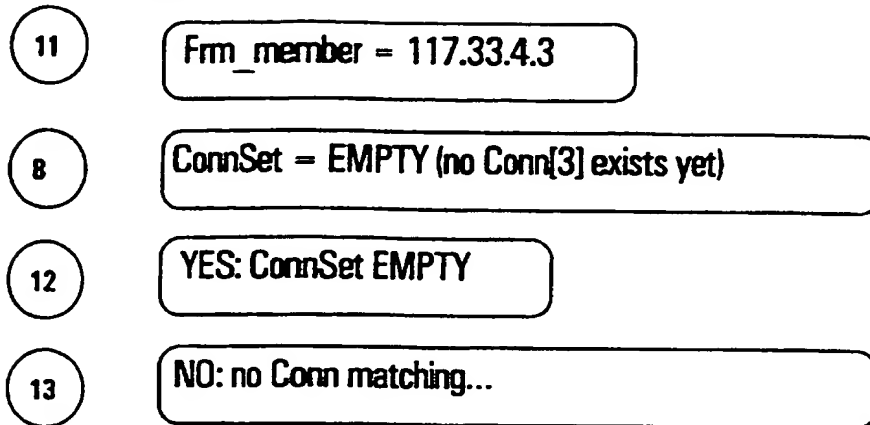 11 Frm_member = 117.33.4.3
8 ConnSet = EMPTY (no Conn[3] exists yet)
12 YES: ConnSet EMPTY
13 NO: no Conn matching...